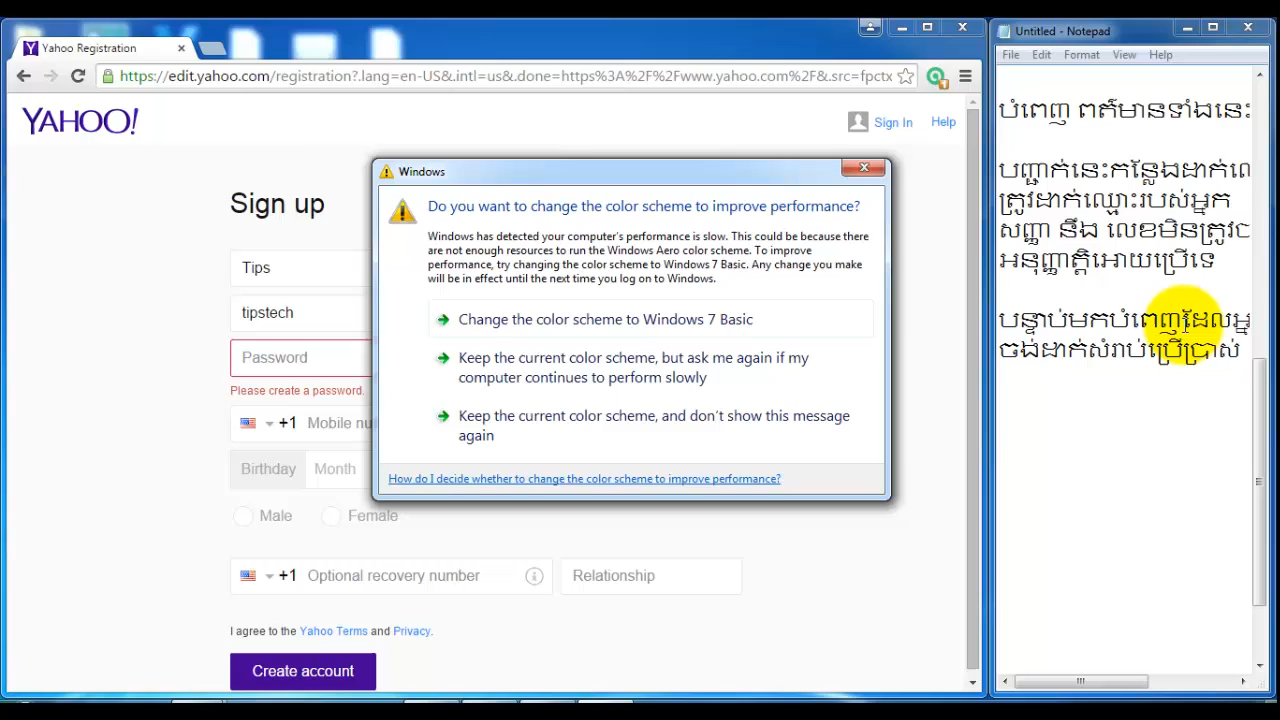 Yahoo Registration
https://edit.yahoo.com/registration?.lang=en-US&.intl=us&.done=https%3A%2F%2Fwww.yahoo.com%2F&.src=fpctx
YAHOO!
Sign In
Help
Sign up
Tips
tipstech
Password
Please create a password.
+1 Mobile nu
Birthday Month
Male Female
+1 Optional recovery number
Relationship
I agree to the Yahoo Terms and Privacy.
Create account
Windows
Do you want to change the color scheme to improve performance?
Windows has detected your computer's performance is slow. This could be because there
are not enough resources to run the Windows Aero color scheme. To improve
performance, try changing the color scheme to Windows 7 Basic. Any change you make
will be in effect until the next time you log on to Windows.
Change the color scheme to Windows 7 Basic
Keep the current color scheme, but ask me again if my
computer continues to perform slowly
Keep the current color scheme, and don't show this message
again
How do I decide whether to change the color scheme to improve performance?
Untitled - Notepad
File Edit Format View Help
បំពេញ ពត៌មានទាំងនេះ
បញ្ជាក់នេះកន្លែងដាក់
ត្រូវដាក់ឈ្មោះរបស់អ្នក
សញ្ញា នឹង លេខមិនត្រូវ
អនុញ្ញាត្តិអោយប្រើទេ
បន្ទាប់មកបំពេញដែលអ្ន
ចង់ដាក់សំរាប់ប្រើប្រាស់